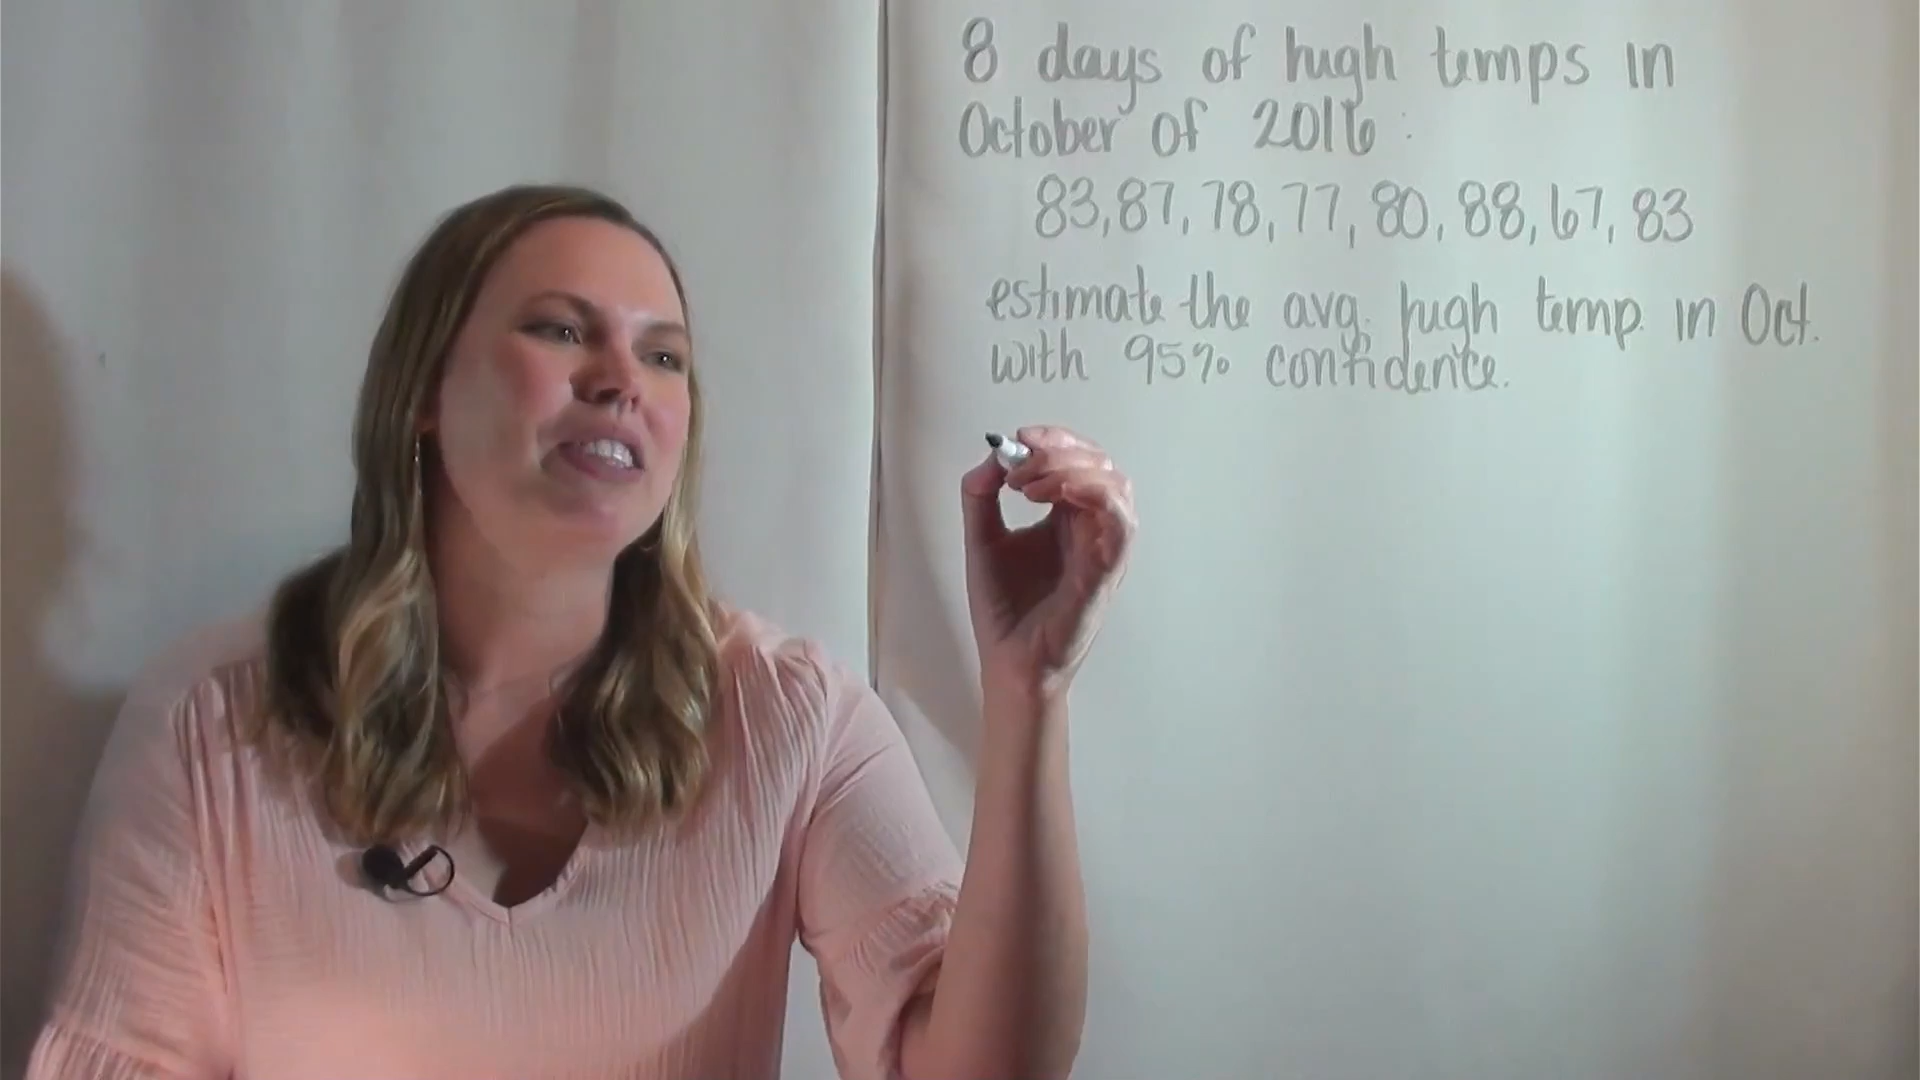 8 days of high temps in
October of 2016:
83, 87, 78, 77, 80, 88, 67, 83
estimate the avg. high temp. in Oct.
with 95% confidence.